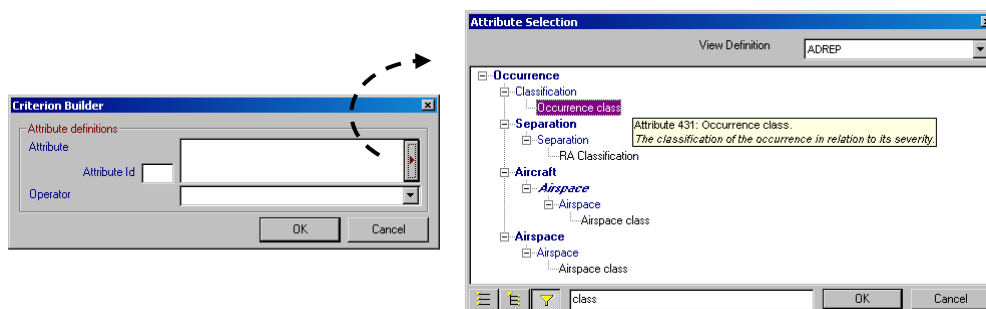 Criterion Builder
Attribute definitions
Attribute
Attribute Id
Operator
OK Cancel
Attribute Selection
View Definition ADREP
Occurrence
Classification
Occurrence class
Attribute 431: Occurrence class.
The classification of the occurrence in relation to its severity.
Separation
Separation
RA Classification
Aircraft
Airspace
Airspace
Airspace class
Airspace
Airspace
Airspace class
class OK Cancel